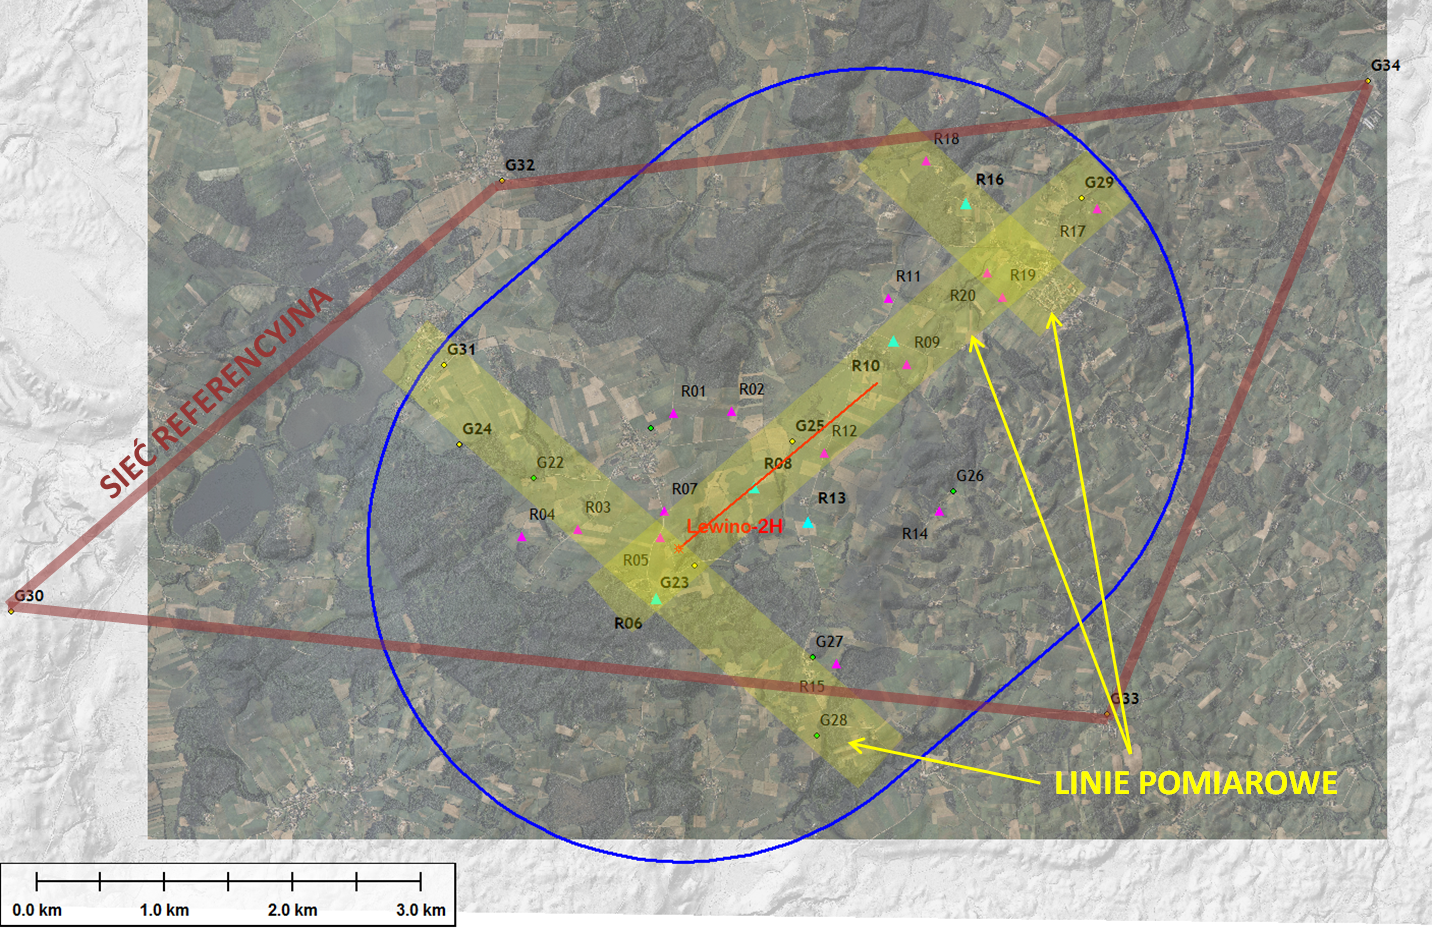 G34
R18
G32
R16
G29
R17
R11
R19
R20
SIEĆ REFERENCYJNA
G31
R09
R10
R01
R02
G24
G25
R12
G22
R08
G26
R07
R13
R03
R04
Lewino-2H
R14
R05
G23
G30
R06
G27
R15
G33
G28
LINIE POMIAROWE
0.0 km 1.0 km 2.0 km 3.0 km